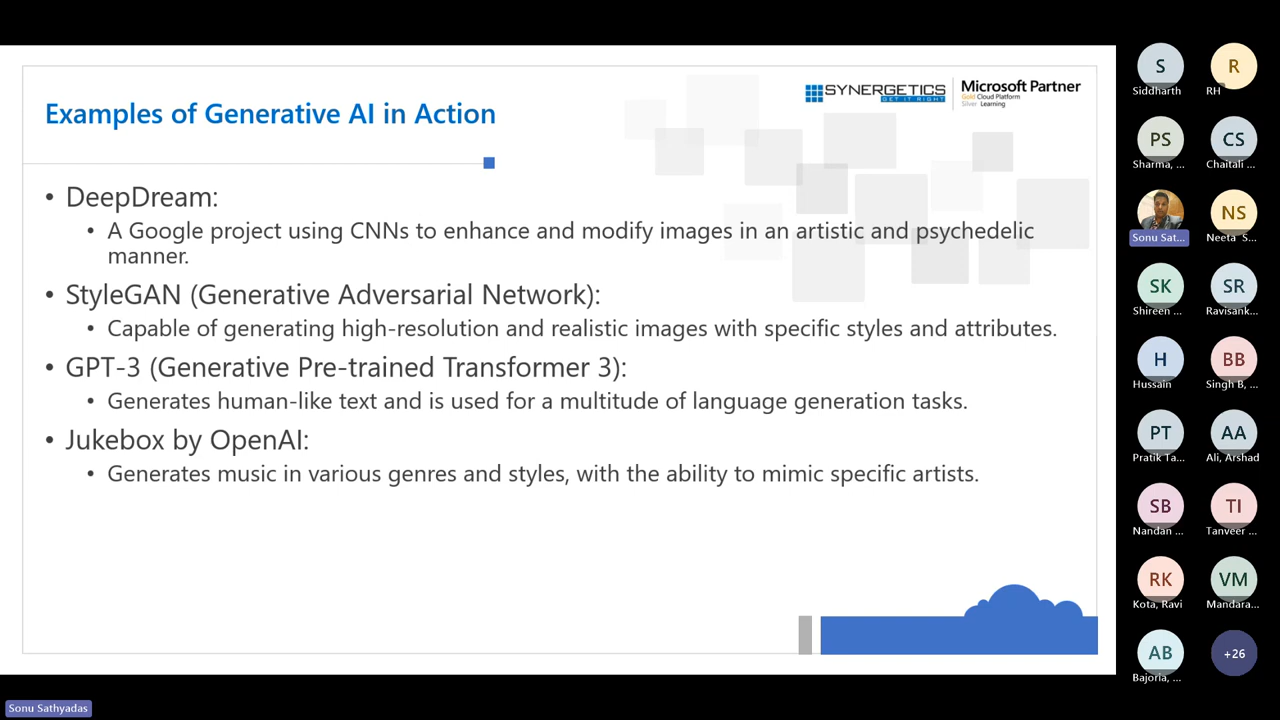 SYNERGETICS
GET IT RIGHT
Microsoft Partner
Gold Cloud Platform
Silver Learning
Examples of Generative AI in Action
• DeepDream:
• A Google project using CNNs to enhance and modify images in an artistic and psychedelic
manner.
• StyleGAN (Generative Adversarial Network):
• Capable of generating high-resolution and realistic images with specific styles and attributes.
• GPT-3 (Generative Pre-trained Transformer 3):
• Generates human-like text and is used for a multitude of language generation tasks.
• Jukebox by OpenAI:
• Generates music in various genres and styles, with the ability to mimic specific artists.
S
Siddharth
R
RH
PS
Sharma, ...
CS
Chaitali ...
Sonu Sat...
NS
Neeta S...
SK
Shireen ...
SR
Ravisank...
H
Hussain
BB
Singh B, ...
PT
Pratik Ta...
AA
Ali, Arshad
SB
Nandan ...
TI
Tanveer ...
RK
Kota, Ravi
VM
Mandara...
AB
Bajoria, ...
+26
Sonu Sathyadas